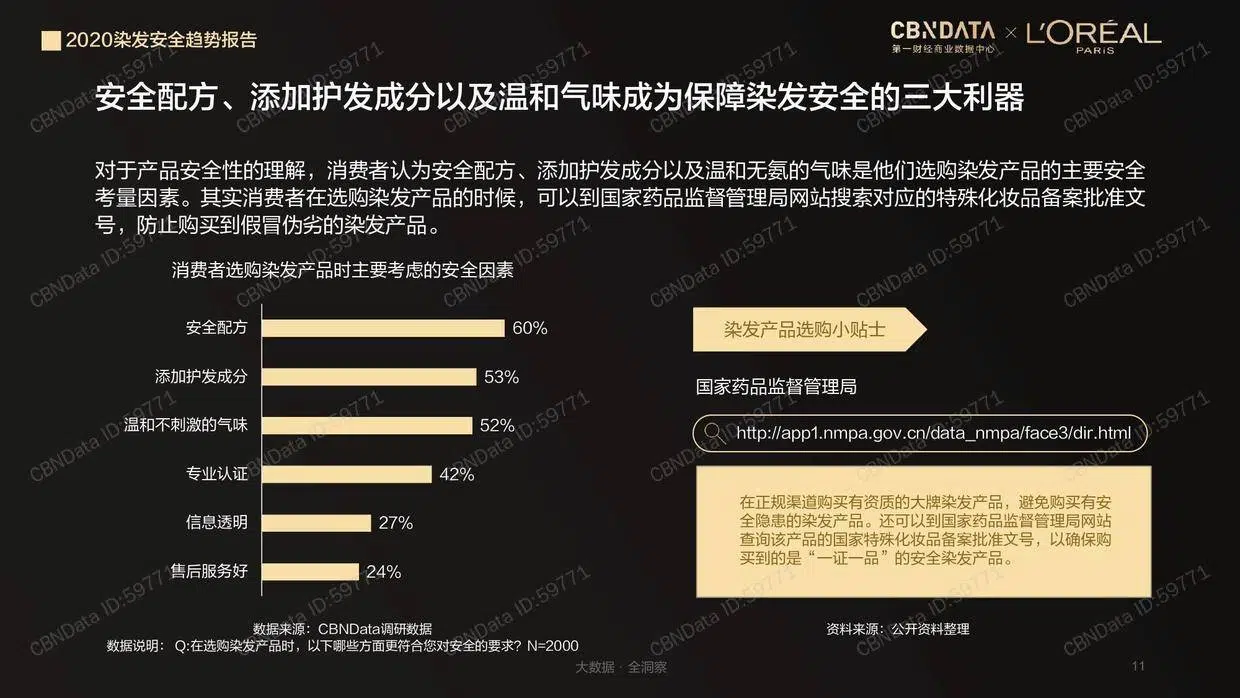 2020染发安全趋势报告
CBNDATA × L'ORÉAL
第一财经商业数据中心 PARIS
安全配方、添加护发成分以及温和气味成为保障染发安全的三大利器
对于产品安全性的理解，消费者认为安全配方、添加护发成分以及温和无氨的气味是他们选购染发产品的主要安全
考量因素。其实消费者在选购染发产品的时候，可以到国家药品监督管理局网站搜索对应的特殊化妆品备案批准文
号，防止购买到假冒伪劣的染发产品。
消费者选购染发产品时主要考虑的安全因素
安全配方 60%
添加护发成分 53%
温和不刺激的气味 52%
专业认证 42%
信息透明 27%
售后服务好 24%
数据来源：CBNData调研数据
数据说明： Q:在选购染发产品时，以下哪些方面更符合您对安全的要求？N=2000
染发产品选购小贴士
国家药品监督管理局
http://app1.nmpa.gov.cn/data_nmpa/face3/dir.html
在正规渠道购买有资质的大牌染发产品，避免购买有安
全隐患的染发产品。还可以到国家药品监督管理局网站
查询该产品的国家特殊化妆品备案批准文号，以确保购
买到的是“一证一品”的安全染发产品。
资料来源：公开资料整理
大数据 · 全洞察
11
CBNData ID:59771